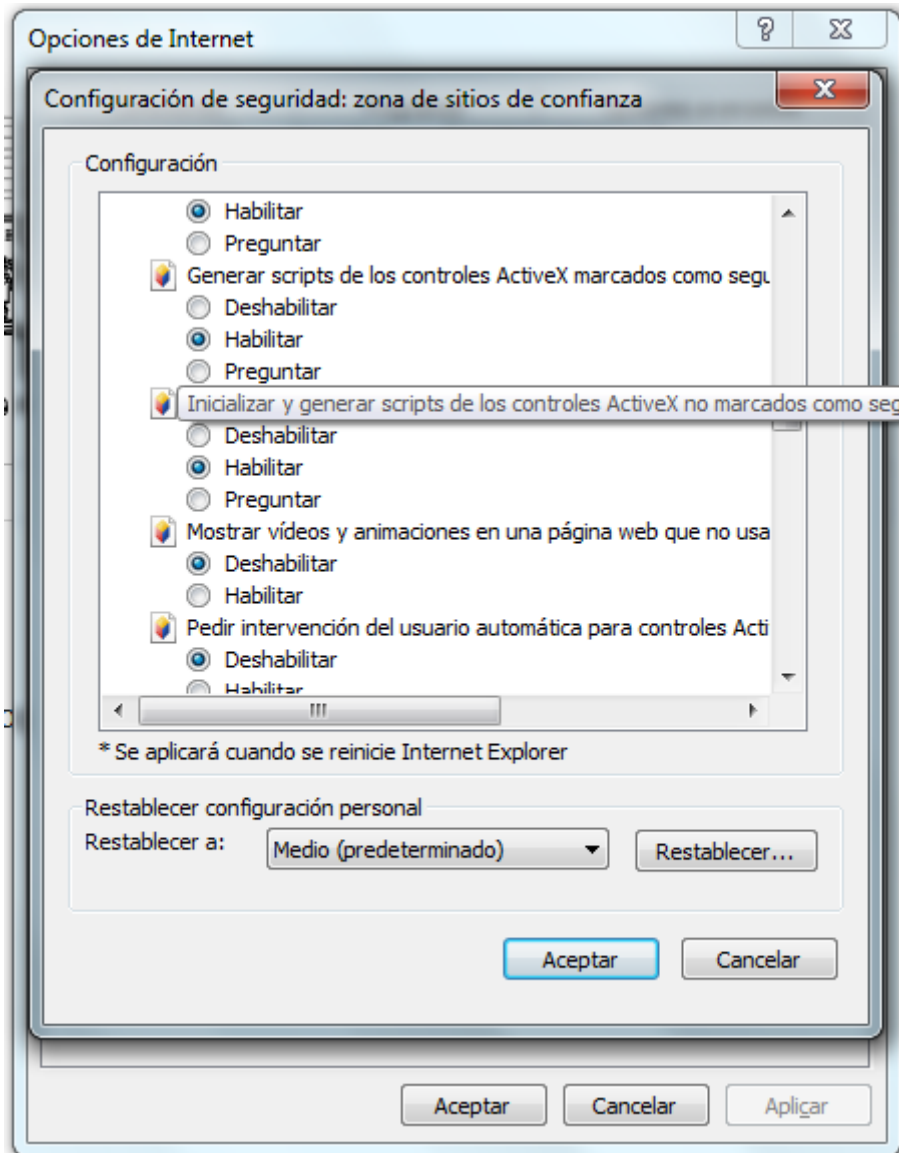 Opciones de Internet
Configuración de seguridad: zona de sitios de confianza
Configuración
Habilitar
Preguntar
Generar scripts de los controles ActiveX marcados como segu
Deshabilitar
Habilitar
Preguntar
Inicializar y generar scripts de los controles ActiveX no marcados como seg
Deshabilitar
Habilitar
Preguntar
Mostrar vídeos y animaciones en una página web que no usa
Deshabilitar
Habilitar
Pedir intervención del usuario automática para controles Acti
Deshabilitar
Habilitar
* Se aplicará cuando se reinicie Internet Explorer
Restablecer configuración personal
Restablecer a: Medio (predeterminado) Restablecer...
Aceptar Cancelar
Aceptar Cancelar Aplicar